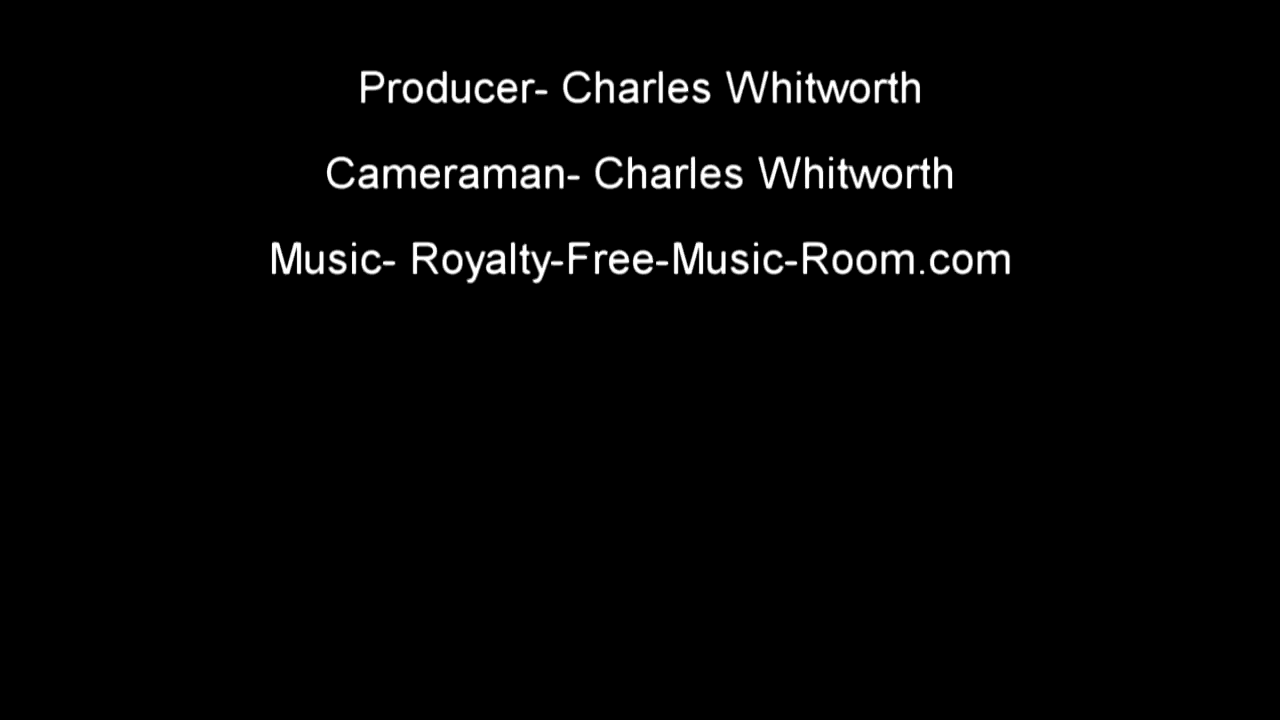 Producer- Charles Whitworth
Cameraman- Charles Whitworth
Music- Royalty-Free-Music-Room.com